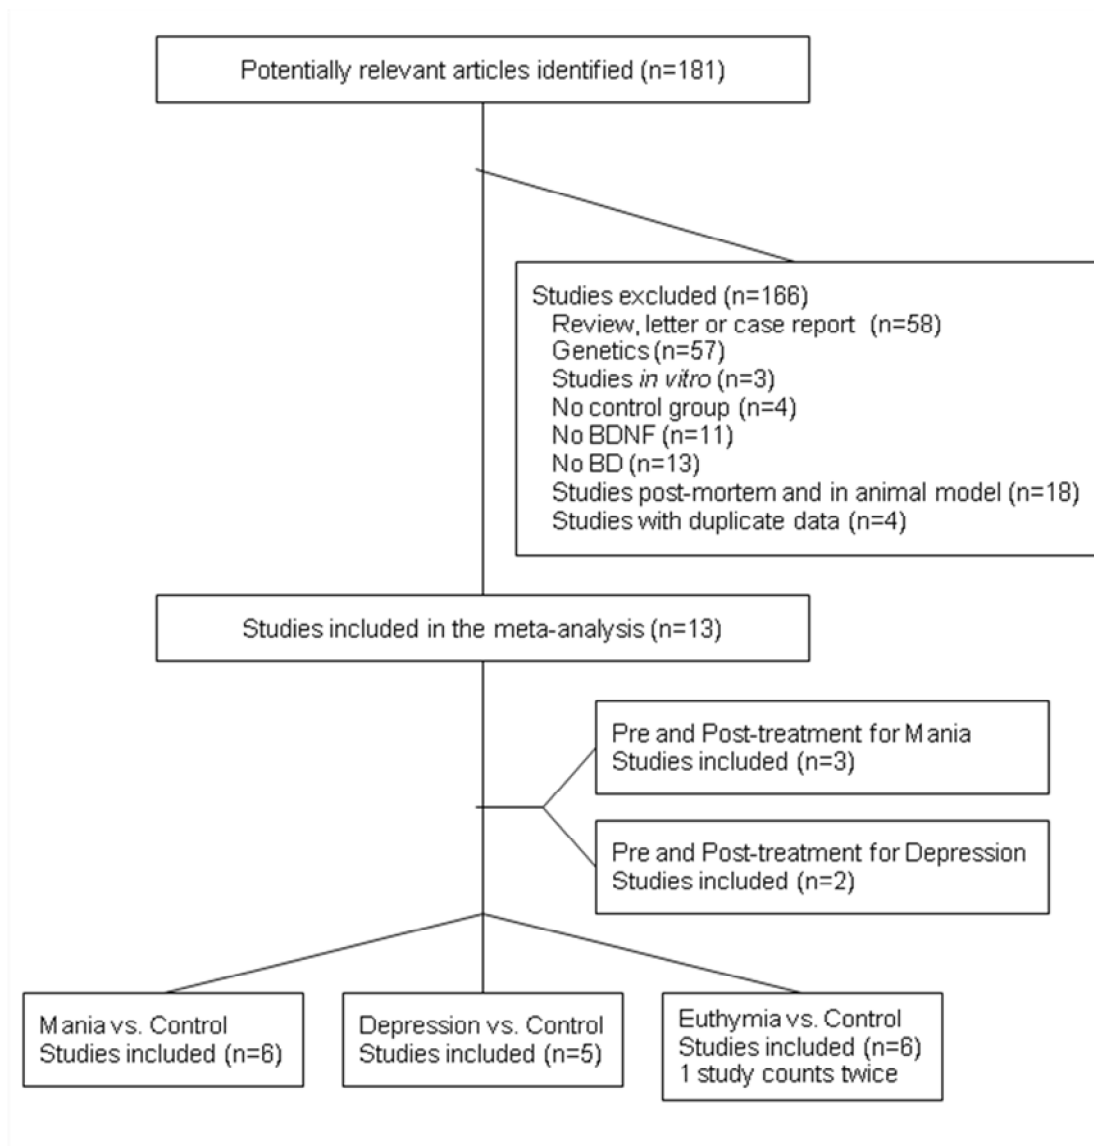 Potentially relevant articles identified (n=181)
Studies excluded (n=166)
Review, letter or case report (n=58)
Genetics (n=57)
Studies in vitro (n=3)
No control group (n=4)
No BDNF (n=11)
No BD (n=13)
Studies post-mortem and in animal model (n=18)
Studies with duplicate data (n=4)
Studies included in the meta-analysis (n=13)
Pre and Post-treatment for Mania
Studies included (n=3)
Pre and Post-treatment for Depression
Studies included (n=2)
Mania vs. Control
Studies included (n=6)
Depression vs. Control
Studies included (n=5)
Euthymia vs. Control
Studies included (n=6)
1 study counts twice